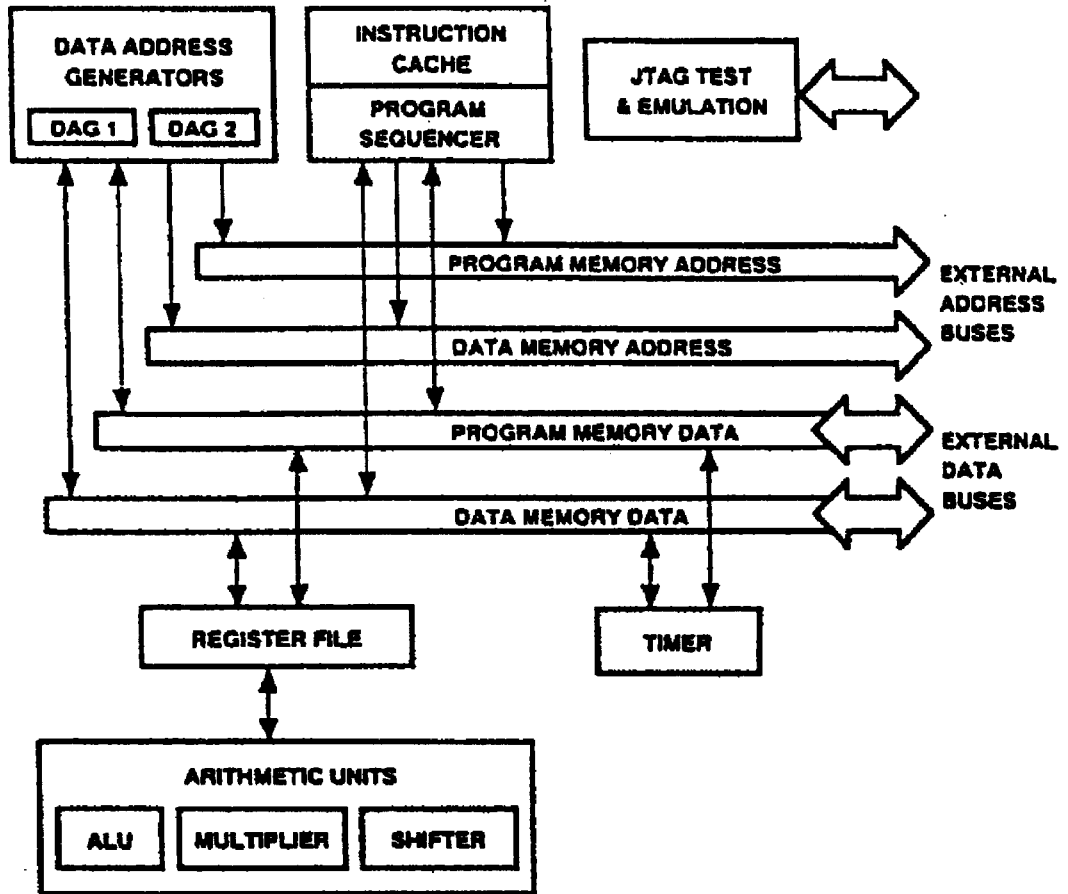 DATA ADDRESS
GENERATORS
DAG 1
DAG 2
INSTRUCTION
CACHE
PROGRAM
SEQUENCER
JTAG TEST
& EMULATION
PROGRAM MEMORY ADDRESS
DATA MEMORY ADDRESS
EXTERNAL
ADDRESS
BUSES
PROGRAM MEMORY DATA
DATA MEMORY DATA
EXTERNAL
DATA
BUSES
REGISTER FILE
TIMER
ARITHMETIC UNITS
ALU
MULTIPLIER
SHIFTER